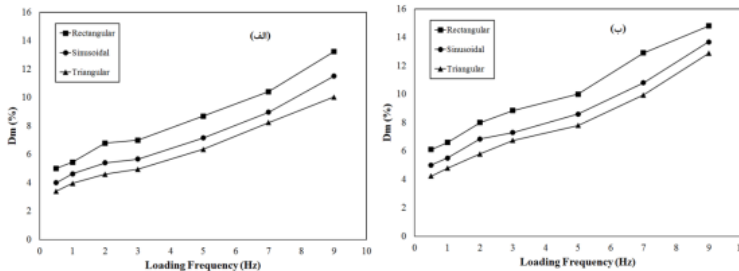 16
14
12
10
8
6
4
2
0
Dm (%)
Rectangular
Sinusoidal
Triangular
(الف)
0 1 2 3 4 5 6 7 8 9 10
Loading Frequency (Hz)
16
14
12
10
8
6
4
2
0
Dm (%)
Rectangular
Sinusoidal
Triangular
(ب)
0 1 2 3 4 5 6 7 8 9
Loading Frequency (Hz)